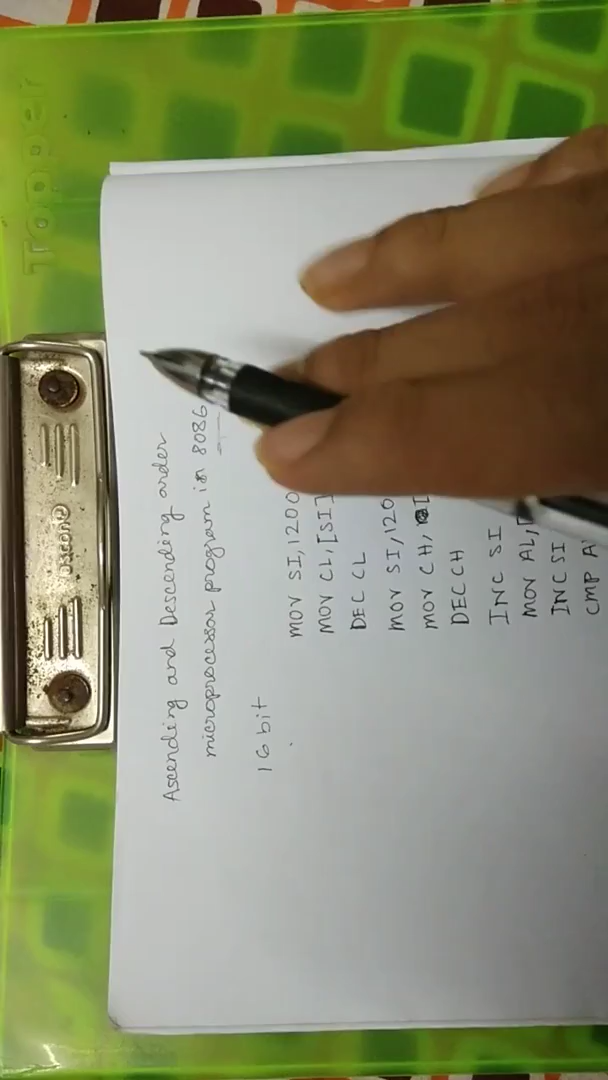 Topper
Ascending and Descending order
microprocessor program in 8086
16 bit
MOV SI, 1200
MOV CL, [SI]
DEC CL
MOV SI, 120
MOV CH, [
DEC CH
INC SI
MOV AL, [
INC SI
CMP A